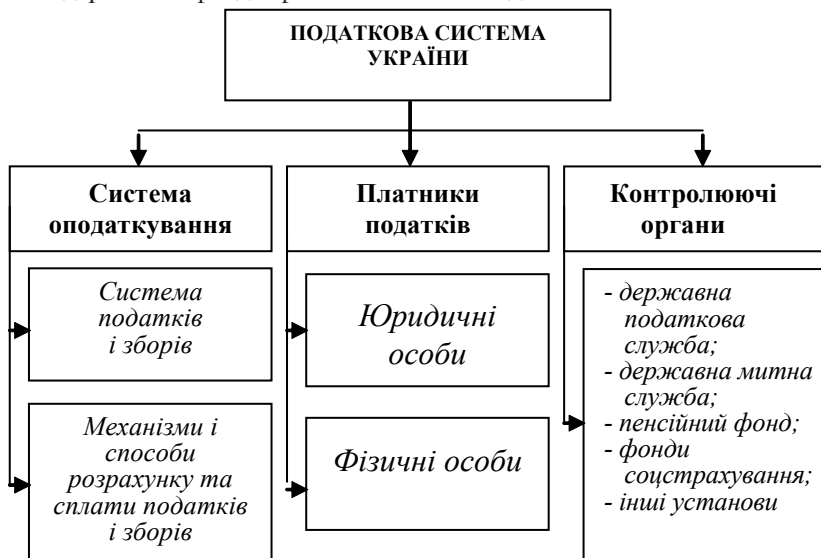 ПОДАТКОВА СИСТЕМА
УКРАЇНИ
Система
оподаткування
Платники
податків
Контролюючі
органи
Система
податків
і зборів
Механізми і
способи
розрахунку та
сплати податків
і зборів
Юридичні
особи
Фізичні особи
- державна
податкова
служба;
- державна митна
служба;
- пенсійний фонд;
- фонди
соцстрахування;
- інші установи